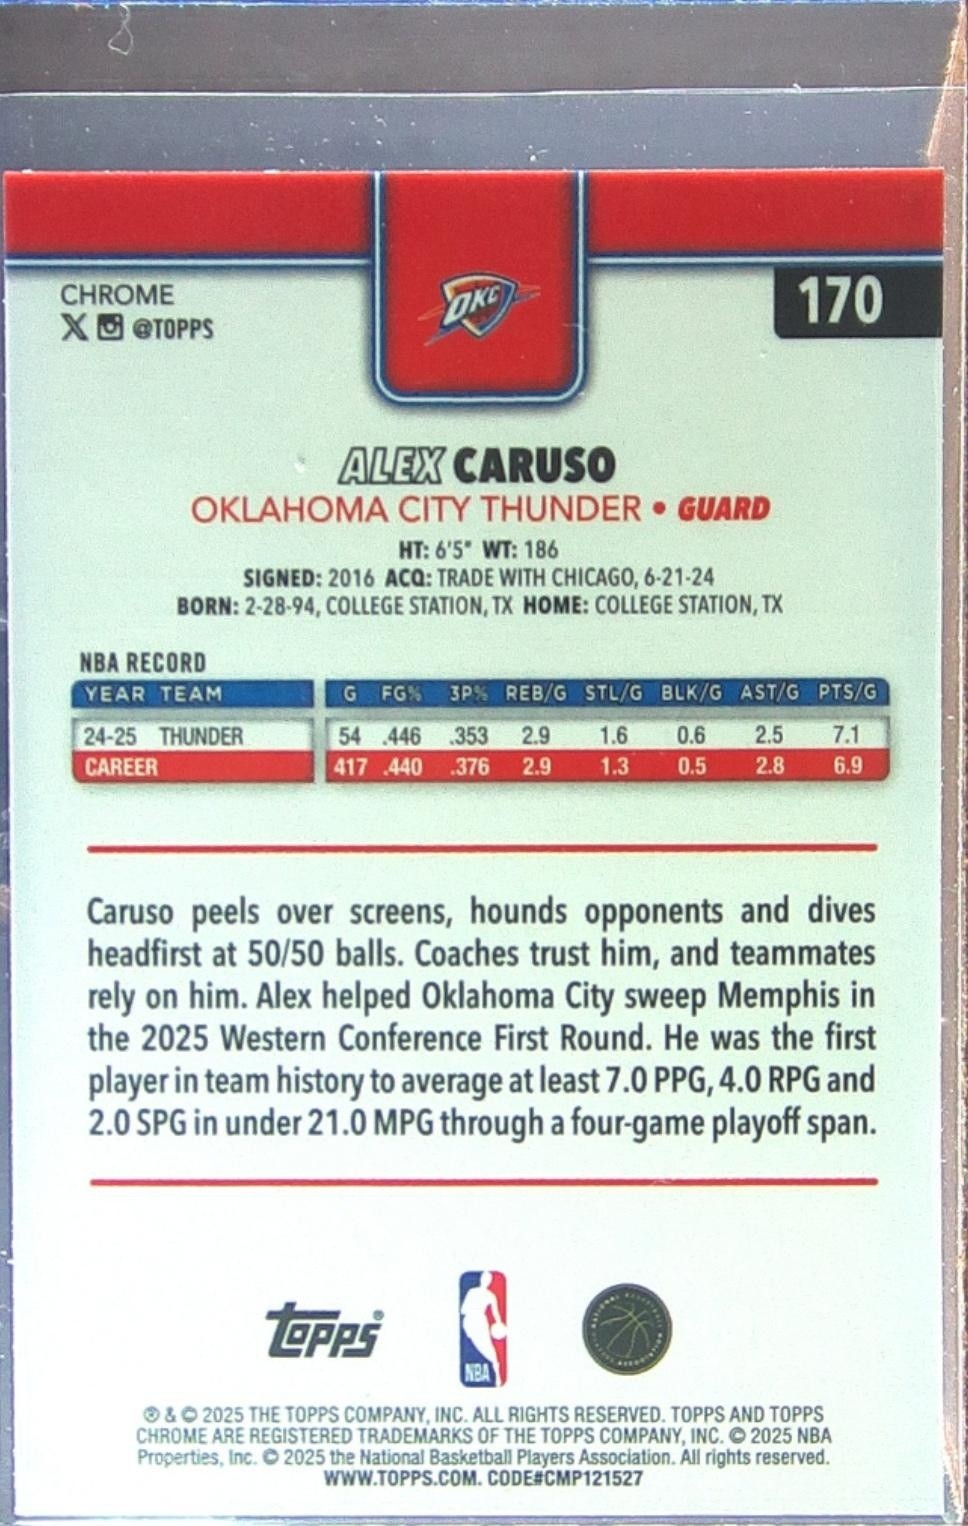 CHROME
170
X @TOPPS
OKC
ALEX CARUSO
OKLAHOMA CITY THUNDER • GUARD
HT: 6'5" WT: 186
SIGNED: 2016 ACQ: TRADE WITH CHICAGO, 6-21-24
BORN: 2-28-94, COLLEGE STATION, TX HOME: COLLEGE STATION, TX
NBA RECORD
YEAR TEAM G FG% 3P% REB/G STL/G BLK/G AST/G PTS/G
24-25 THUNDER 54 .446 .353 2.9 1.6 0.6 2.5 7.1
CAREER 417 .440 .376 2.9 1.3 0.5 2.8 6.9
Caruso peels over screens, hounds opponents and dives
headfirst at 50/50 balls. Coaches trust him, and teammates
rely on him. Alex helped Oklahoma City sweep Memphis in
the 2025 Western Conference First Round. He was the first
player in team history to average at least 7.0 PPG, 4.0 RPG and
2.0 SPG in under 21.0 MPG through a four-game playoff span.
topps®
NBA
® & © 2025 THE TOPPS COMPANY, INC. ALL RIGHTS RESERVED. TOPPS AND TOPPS
CHROME ARE REGISTERED TRADEMARKS OF THE TOPPS COMPANY, INC. © 2025 NBA
Properties, Inc. © 2025 the National Basketball Players Association. All rights reserved.
WWW.TOPPS.COM. CODE#CMP121527